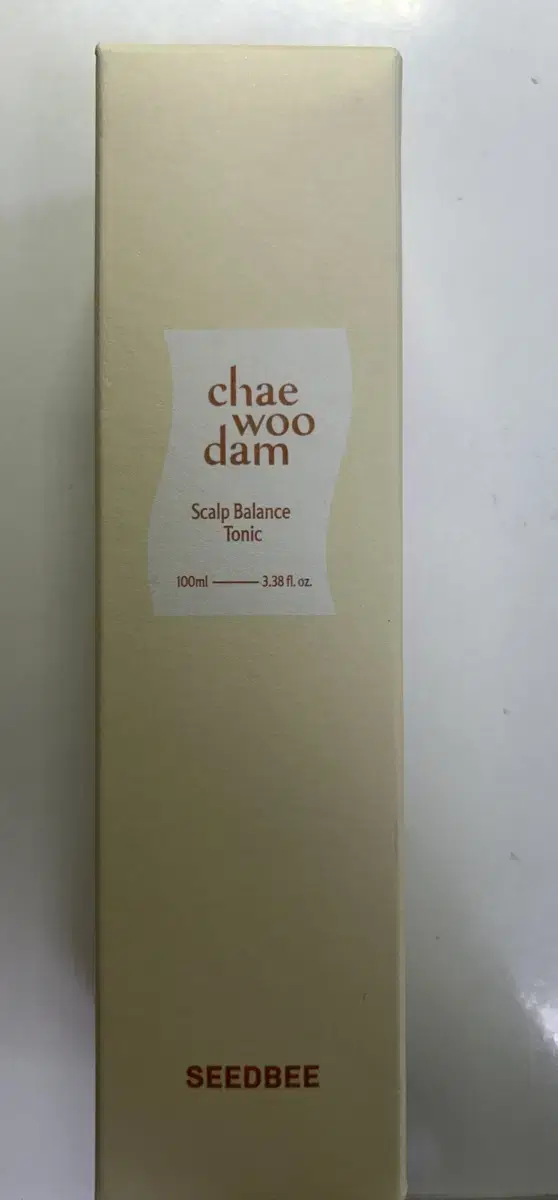 chae
woo
dam
Scalp Balance
Tonic
100ml 3.38 fl. oz.
SEEDBEE